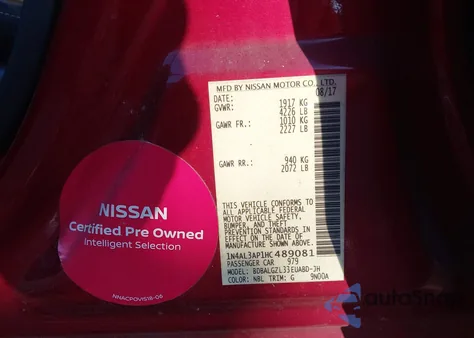 MFD BY NISSAN MOTOR CO., LTD.
DATE: 08/17
GVWR: 1917 KG
4226 LB
GAWR FR.: 1010 KG
2227 LB
GAWR RR.: 940 KG
2072 LB
THIS VEHICLE CONFORMS TO
ALL APPLICABLE FEDERAL
MOTOR VEHICLE SAFETY,
BUMPER, AND THEFT
PREVENTION STANDARDS IN
EFFECT ON THE DATE OF
MANUFACTURE SHOWN ABOVE.
1N4AL3AP1HC489081
PASSENGER CAR 979
MODEL: BDBALGZL33EUABD-JH
COLOR: NBL TRIM: G 9N00A
NISSAN
Certified Pre Owned
Intelligent Selection
NNACPOVIS18-06